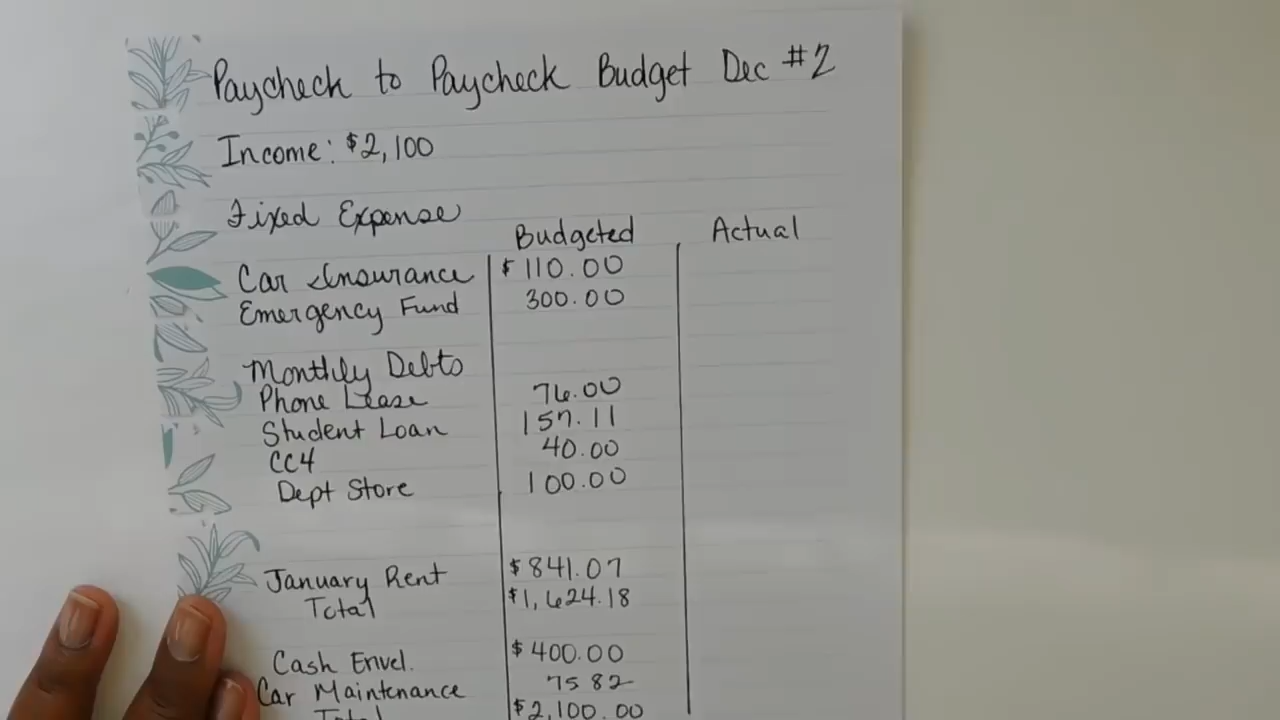 Paycheck to Paycheck Budget Dec #2
Income: $2,100
Fixed Expense
Budgeted Actual
Car Insurance $110.00
Emergency Fund 300.00
Monthly Debts
Phone Lease 76.00
Student Loan 157.11
CC4 40.00
Dept Store 100.00
January Rent $841.07
Total $1,624.18
Cash Envel. $400.00
Car Maintenance 75 82
Total $2,100.00